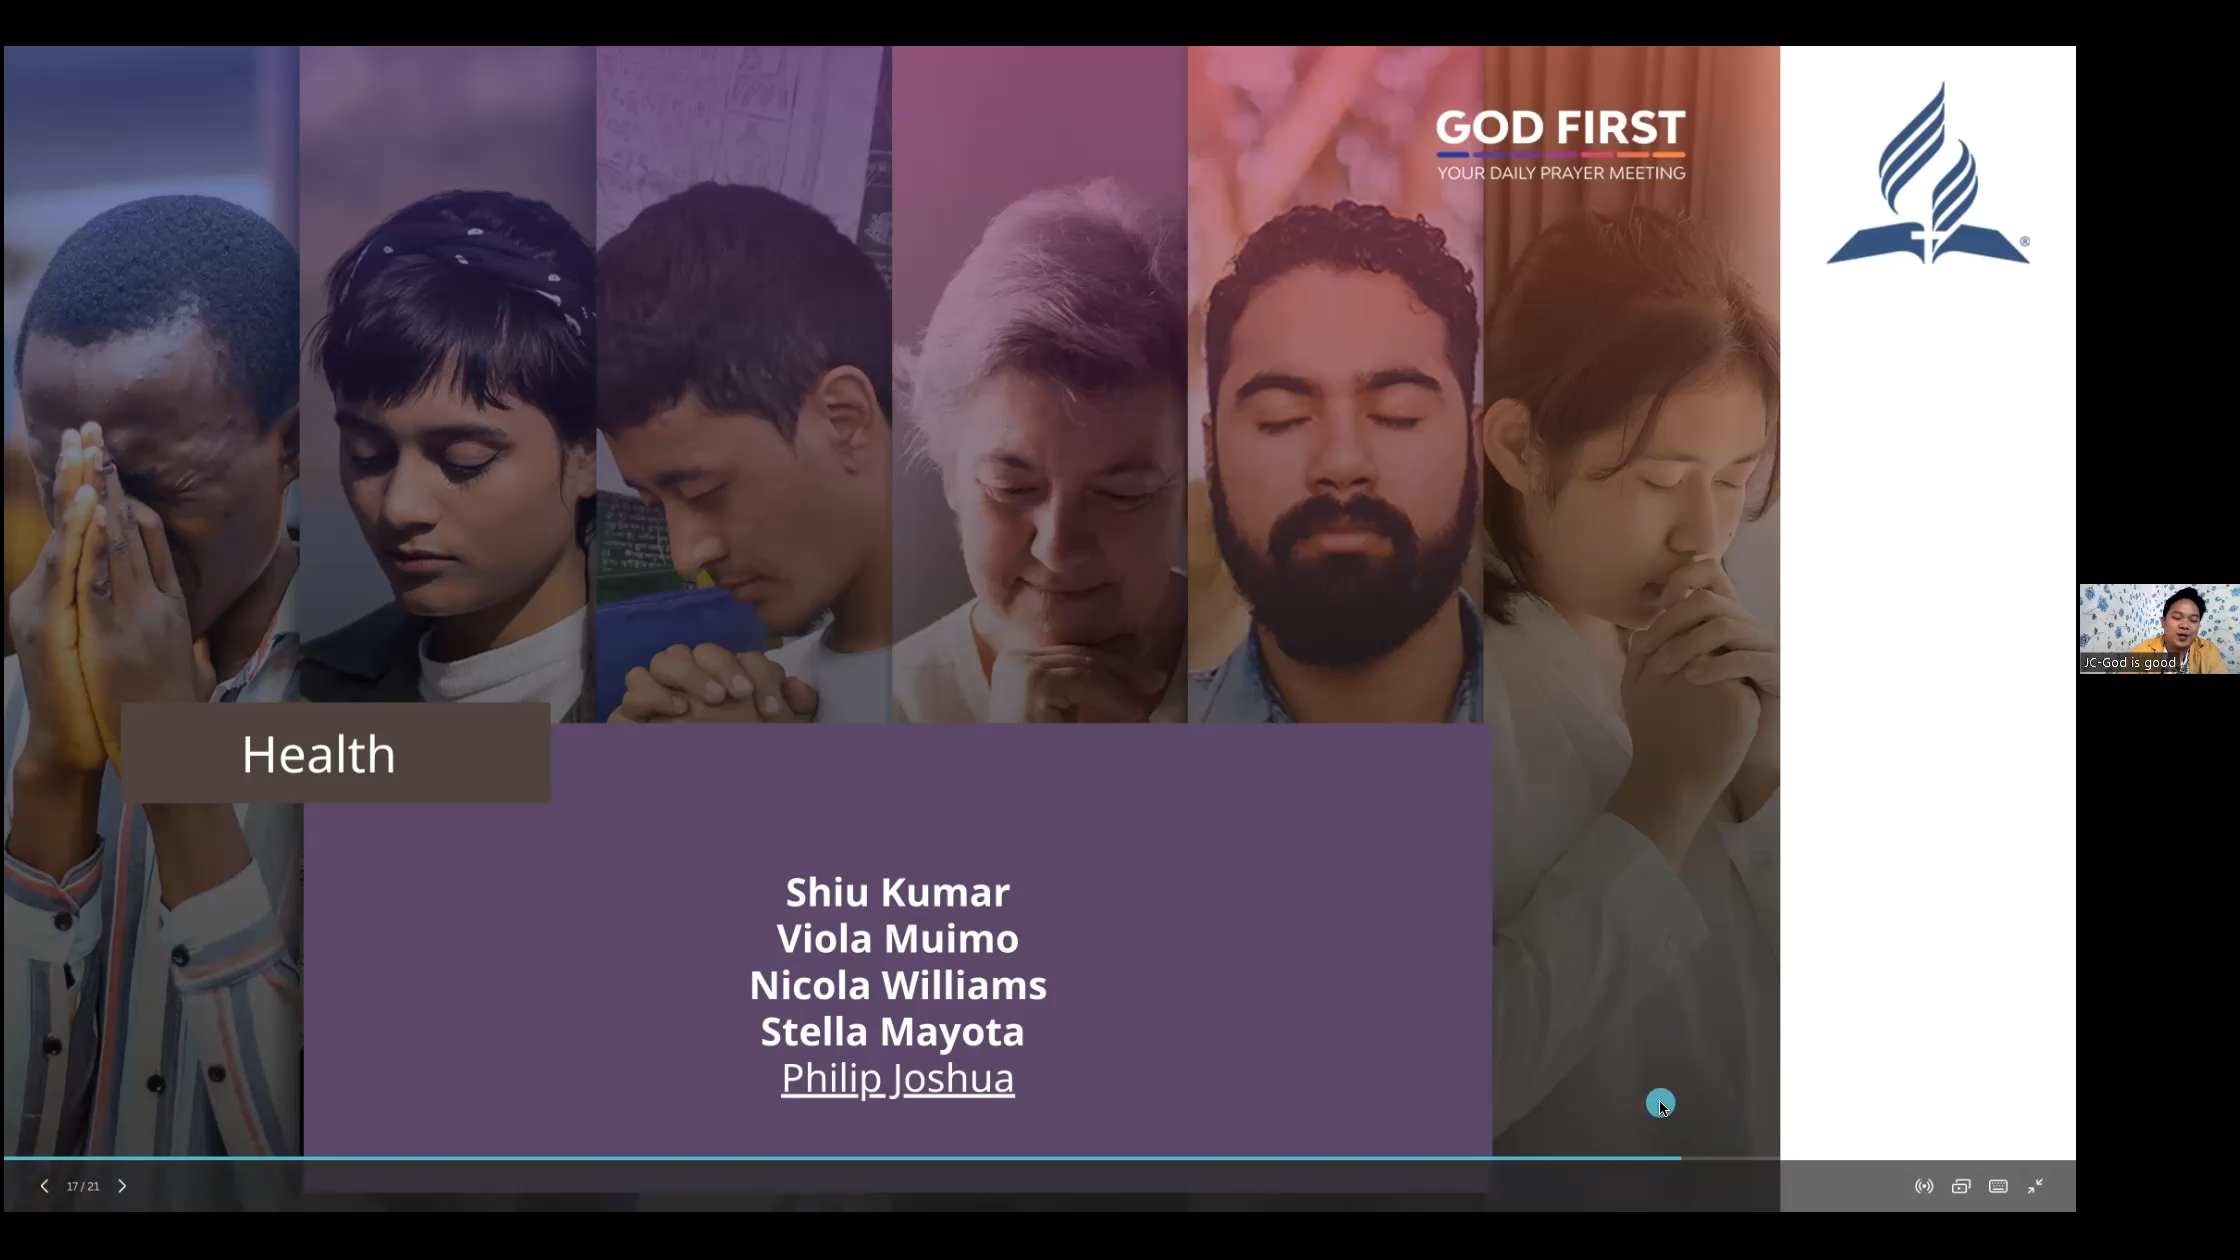 GOD FIRST
YOUR DAILY PRAYER MEETING
®
JC-God is good
Health
Shiu Kumar
Viola Muimo
Nicola Williams
Stella Mayota
Philip Joshua
17 / 21